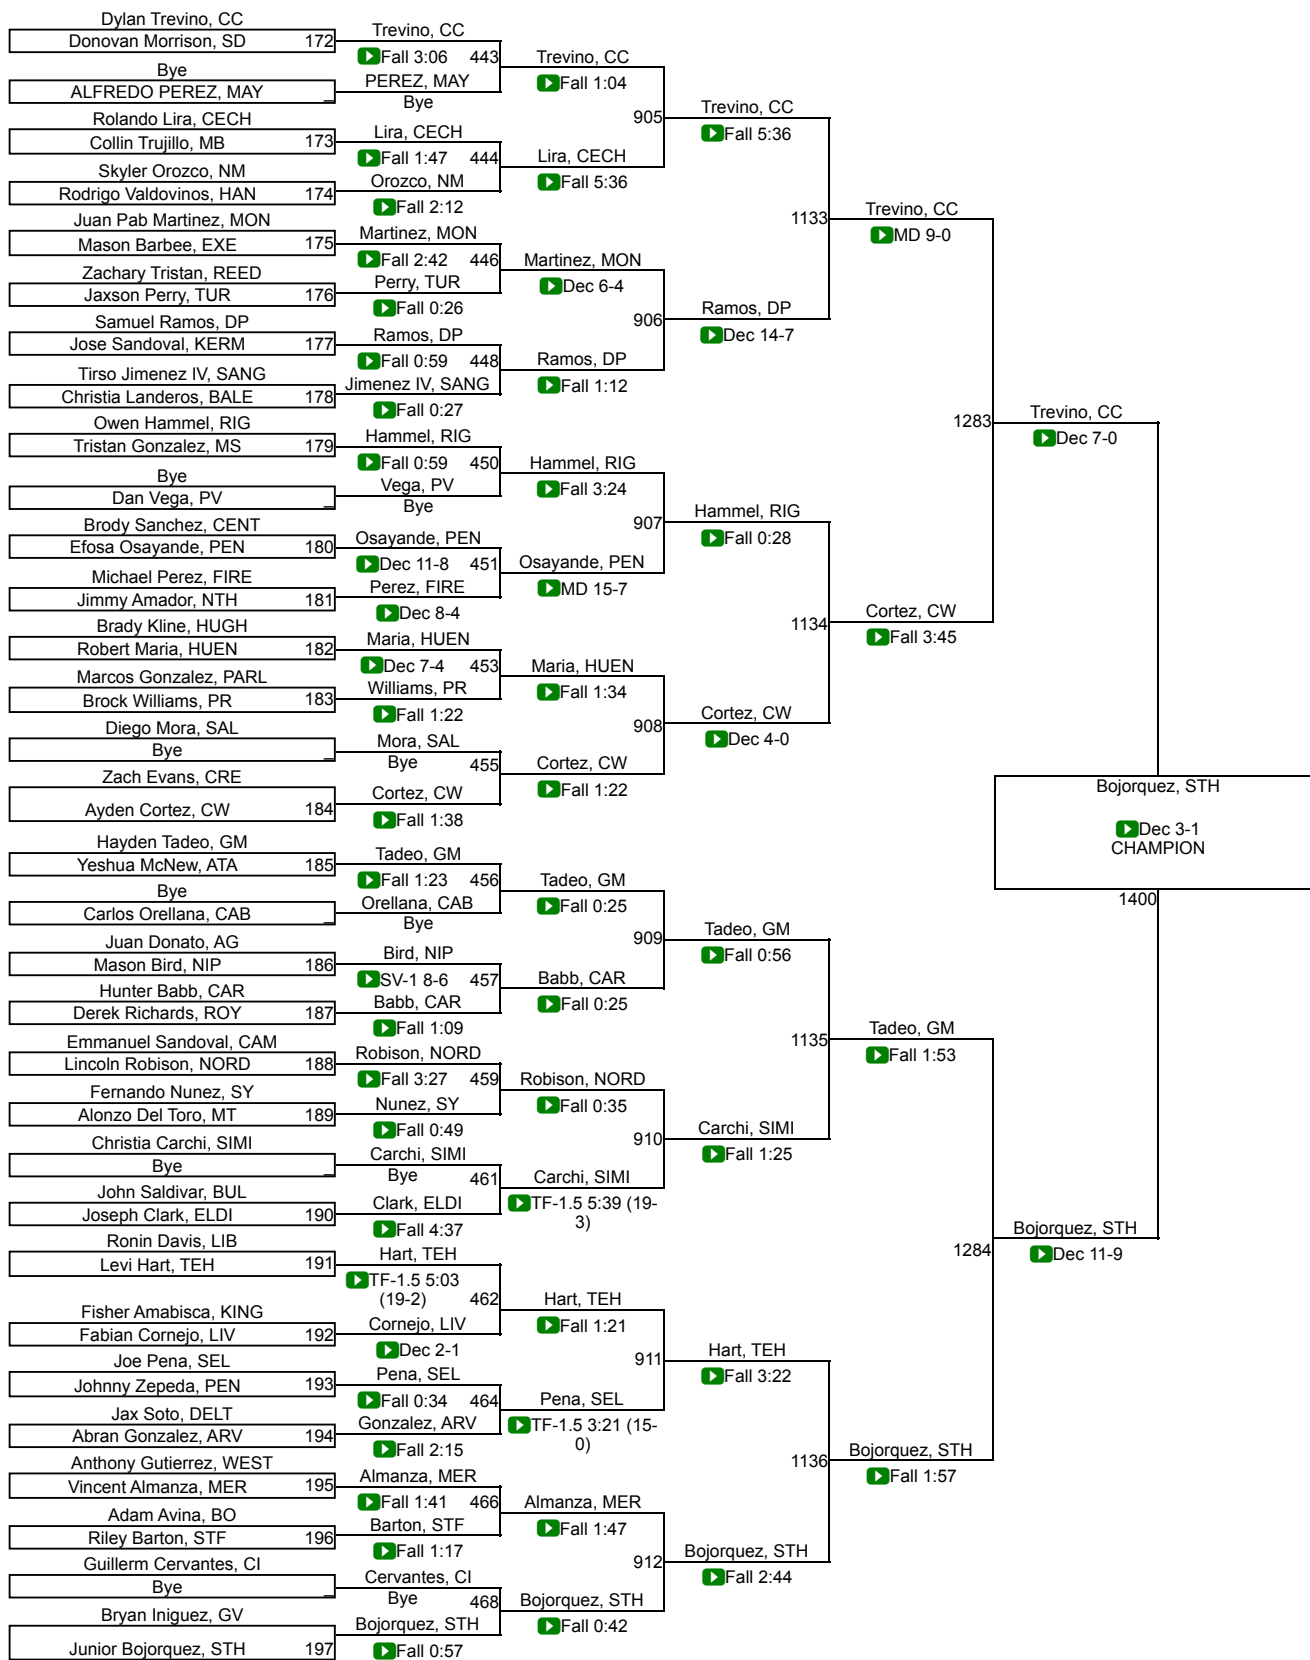 Dylan Trevino, CC
Donovan Morrison, SD 172
Bye
ALFREDO PEREZ, MAY _
Rolando Lira, CECH
Collin Trujillo, MB 173
Skyler Orozco, NM
Rodrigo Valdovinos, HAN 174
Juan Pab Martinez, MON
Mason Barbee, EXE 175
Zachary Tristan, REED
Jaxson Perry, TUR 176
Samuel Ramos, DP
Jose Sandoval, KERM 177
Tirso Jimenez IV, SANG
Christia Landeros, BALE 178
Owen Hammel, RIG
Tristan Gonzalez, MS 179
Bye
Dan Vega, PV _
Brody Sanchez, CENT
Efosa Osayande, PEN 180
Michael Perez, FIRE
Jimmy Amador, NTH 181
Brady Kline, HUGH
Robert Maria, HUEN 182
Marcos Gonzalez, PARL
Brock Williams, PR 183
Diego Mora, SAL
Bye _
Zach Evans, CRE
Ayden Cortez, CW 184
Hayden Tadeo, GM
Yeshua McNew, ATA 185
Bye
Carlos Orellana, CAB _
Juan Donato, AG
Mason Bird, NIP 186
Hunter Babb, CAR
Derek Richards, ROY 187
Emmanuel Sandoval, CAM
Lincoln Robison, NORD 188
Fernando Nunez, SY
Alonzo Del Toro, MT 189
Christia Carchi, SIMI
Bye _
John Saldivar, BUL
Joseph Clark, ELDI 190
Ronin Davis, LIB
Levi Hart, TEH 191
Fisher Amabisca, KING
Fabian Cornejo, LIV 192
Joe Pena, SEL
Johnny Zepeda, PEN 193
Jax Soto, DELT
Abran Gonzalez, ARV 194
Anthony Gutierrez, WEST
Vincent Almanza, MER 195
Adam Avina, BO
Riley Barton, STF 196
Guillerm Cervantes, CI
Bye _
Bryan Iniguez, GV
Junior Bojorquez, STH 197
Trevino, CC
Fall 3:06 443
PEREZ, MAY
Bye
Lira, CECH
Fall 1:47 444
Orozco, NM
Fall 2:12
Martinez, MON
Fall 2:42 446
Perry, TUR
Fall 0:26
Ramos, DP
Fall 0:59 448
Jimenez IV, SANG
Fall 0:27
Hammel, RIG
Fall 0:59 450
Vega, PV
Bye
Osayande, PEN
Dec 11-8 451
Perez, FIRE
Dec 8-4
Maria, HUEN
Dec 7-4 453
Williams, PR
Fall 1:22
Mora, SAL
Bye 455
Cortez, CW
Fall 1:38
Tadeo, GM
Fall 1:23 456
Orellana, CAB
Bye
Bird, NIP
SV-1 8-6 457
Babb, CAR
Fall 1:09
Robison, NORD
Fall 3:27 459
Nunez, SY
Fall 0:49
Carchi, SIMI
Bye 461
Clark, ELDI
Fall 4:37
Hart, TEH
TF-1.5 5:03
(19-2) 462
Cornejo, LIV
Dec 2-1
Pena, SEL
Fall 0:34 464
Gonzalez, ARV
Fall 2:15
Almanza, MER
Fall 1:41 466
Barton, STF
Fall 1:17
Cervantes, CI
Bye 468
Bojorquez, STH
Fall 0:57
Trevino, CC
Fall 1:04
905
Lira, CECH
Fall 5:36
Martinez, MON
Dec 6-4
906
Ramos, DP
Fall 1:12
Hammel, RIG
Fall 3:24
907
Osayande, PEN
MD 15-7
Maria, HUEN
Fall 1:34
908
Cortez, CW
Fall 1:22
Tadeo, GM
Fall 0:25
909
Babb, CAR
Fall 0:25
Robison, NORD
Fall 0:35
910
Carchi, SIMI
TF-1.5 5:39 (19-
3)
Hart, TEH
Fall 1:21
911
Pena, SEL
TF-1.5 3:21 (15-
0)
Almanza, MER
Fall 1:47
912
Bojorquez, STH
Fall 0:42
Trevino, CC
Fall 5:36
1133
Ramos, DP
Dec 14-7
Hammel, RIG
Fall 0:28
1134
Cortez, CW
Dec 4-0
Tadeo, GM
Fall 0:56
1135
Carchi, SIMI
Fall 1:25
Hart, TEH
Fall 3:22
1136
Bojorquez, STH
Fall 2:44
Trevino, CC
MD 9-0
1283
Cortez, CW
Fall 3:45
Tadeo, GM
Fall 1:53
1284
Bojorquez, STH
Fall 1:57
Trevino, CC
Dec 7-0
Bojorquez, STH
Dec 11-9
Bojorquez, STH
Dec 3-1
CHAMPION
1400